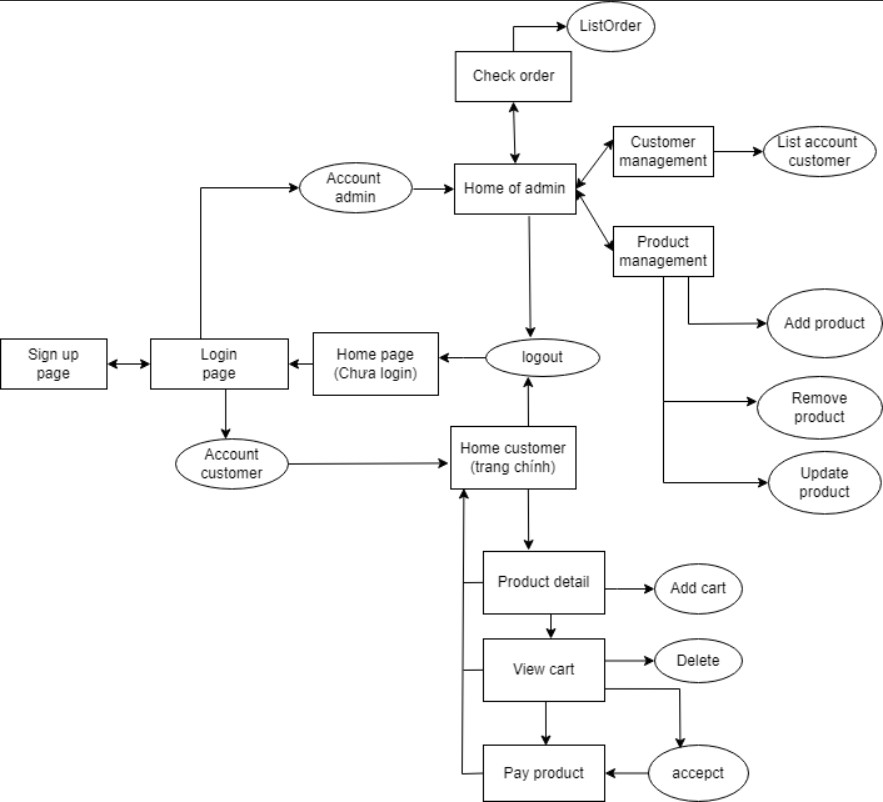 ListOrder
Check order
Customer
management
List account
customer
Account
admin
Home of admin
Product
management
Add product
Sign up
page
Login
page
Home page
(Chưa login)
logout
Remove
product
Account
customer
Home customer
(trang chính)
Update
product
Product detail
Add cart
View cart
Delete
Pay product
accepct